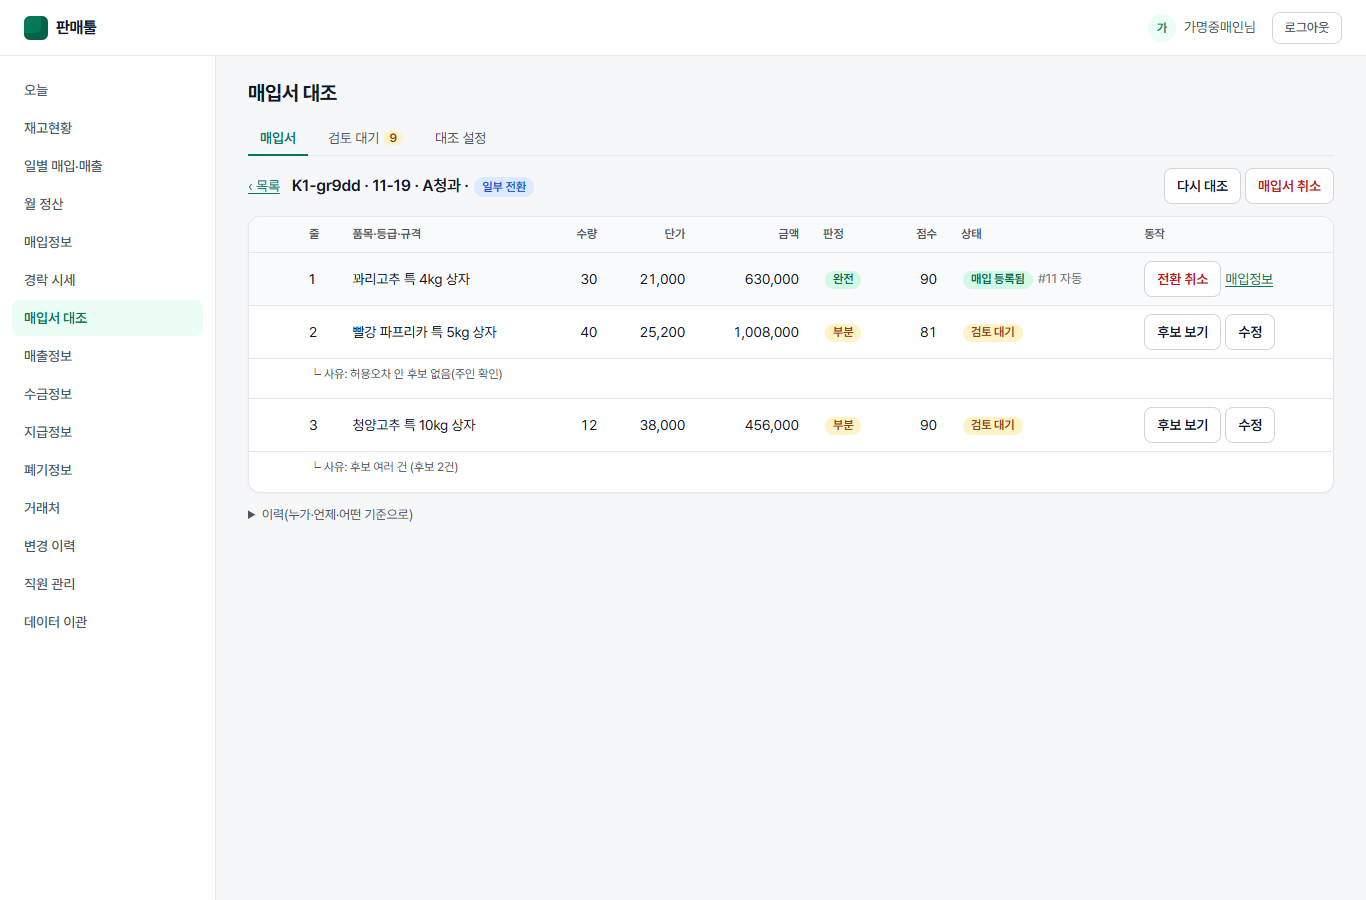 판매툴
가 가명중매인님 로그아웃
오늘
재고현황
일별 매입·매출
월 정산
매입정보
경락 시세
매입서 대조
매출정보
수금정보
지급정보
폐기정보
거래처
변경 이력
직원 관리
데이터 이관
매입서 대조
매입서 검토 대기 9 대조 설정
‹ 목록 K1-gr9dd · 11-19 · A청과 · 일부 전환 다시 대조 매입서 취소
줄 품목·등급·규격 수량 단가 금액 판정 점수 상태 동작
1 꽈리고추 특 4kg 상자 30 21,000 630,000 완전 90 매입 등록됨 #11 자동 전환 취소 매입정보
2 빨강 파프리카 특 5kg 상자 40 25,200 1,008,000 부분 81 검토 대기 후보 보기 수정
└ 사유: 허용오차 안 후보 없음(주인 확인)
3 청양고추 특 10kg 상자 12 38,000 456,000 부분 90 검토 대기 후보 보기 수정
└ 사유: 후보 여러 건 (후보 2건)
▶ 이력(누가·언제·어떤 기준으로)